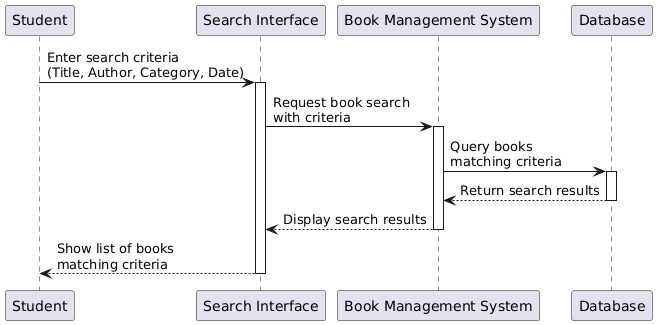 Student
Search Interface
Book Management System
Database
Enter search criteria
(Title, Author, Category, Date)
Request book search
with criteria
Query books
matching criteria
Return search results
Display search results
Show list of books
matching criteria
Student
Search Interface
Book Management System
Database